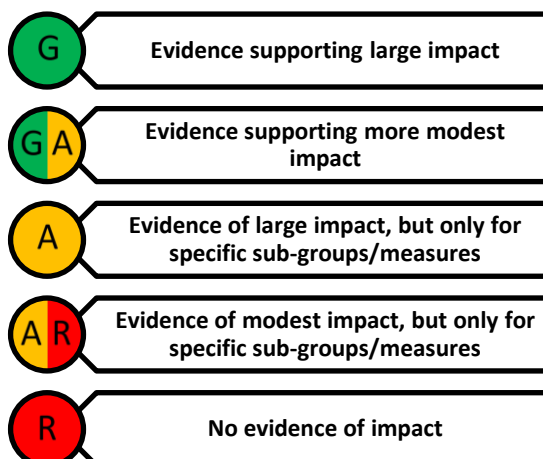 G
Evidence supporting large impact
G A
Evidence supporting more modest
impact
A
Evidence of large impact, but only for
specific sub-groups/measures
A R
Evidence of modest impact, but only for
specific sub-groups/measures
R
No evidence of impact